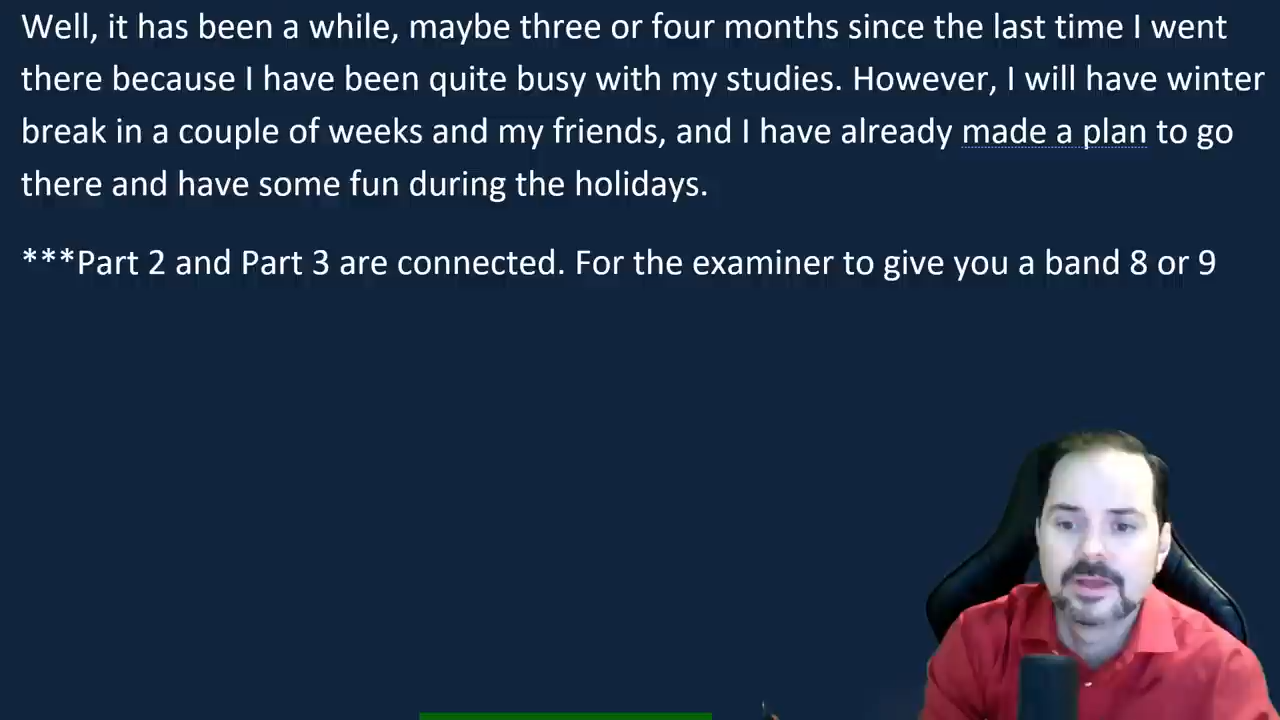 Well, it has been a while, maybe three or four months since the last time I went
there because I have been quite busy with my studies. However, I will have winter
break in a couple of weeks and my friends, and I have already made a plan to go
there and have some fun during the holidays.
***Part 2 and Part 3 are connected. For the examiner to give you a band 8 or 9